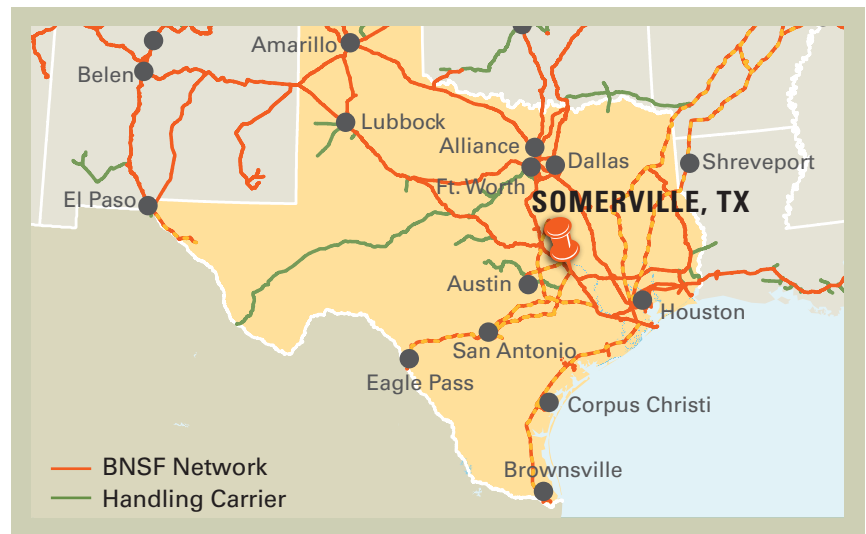 Amarillo
Belen
Lubbock
Alliance
Dallas
Shreveport
Ft. Worth
El Paso
SOMERVILLE, TX
Austin
Houston
San Antonio
Eagle Pass
Corpus Christi
BNSF Network
Brownsville
Handling Carrier